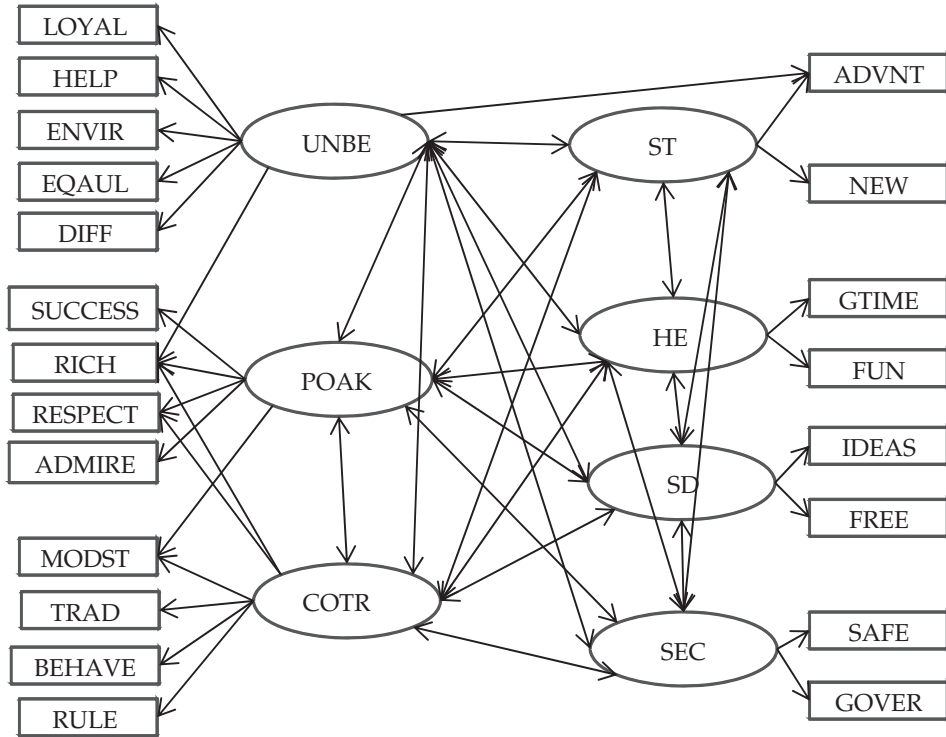 LOYAL
HELP
ENVIR
EQAUL
DIFF
SUCCESS
RICH
RESPECT
ADMIRE
MODST
TRAD
BEHAVE
RULE
UNBE
POAK
COTR
ST
HE
SD
SEC
ADVNT
NEW
GTIME
FUN
IDEAS
FREE
SAFE
GOVER